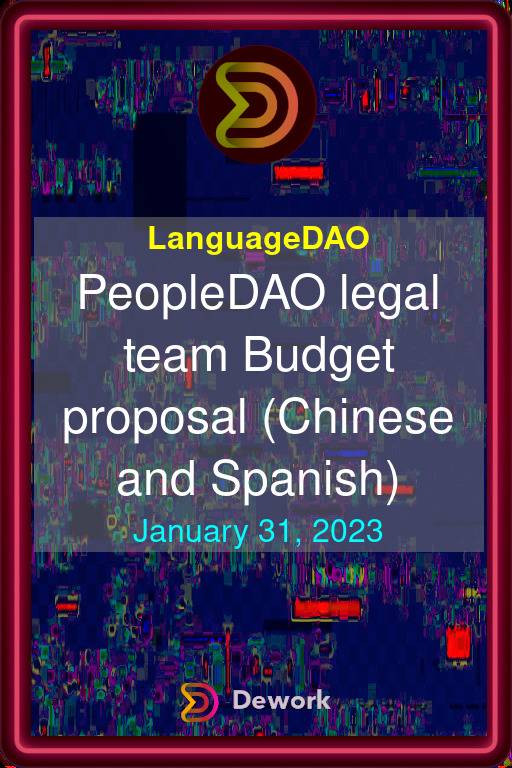 LanguageDAO
PeopleDAO legal
team Budget
proposal (Chinese
and Spanish)
January 31, 2023
Dework